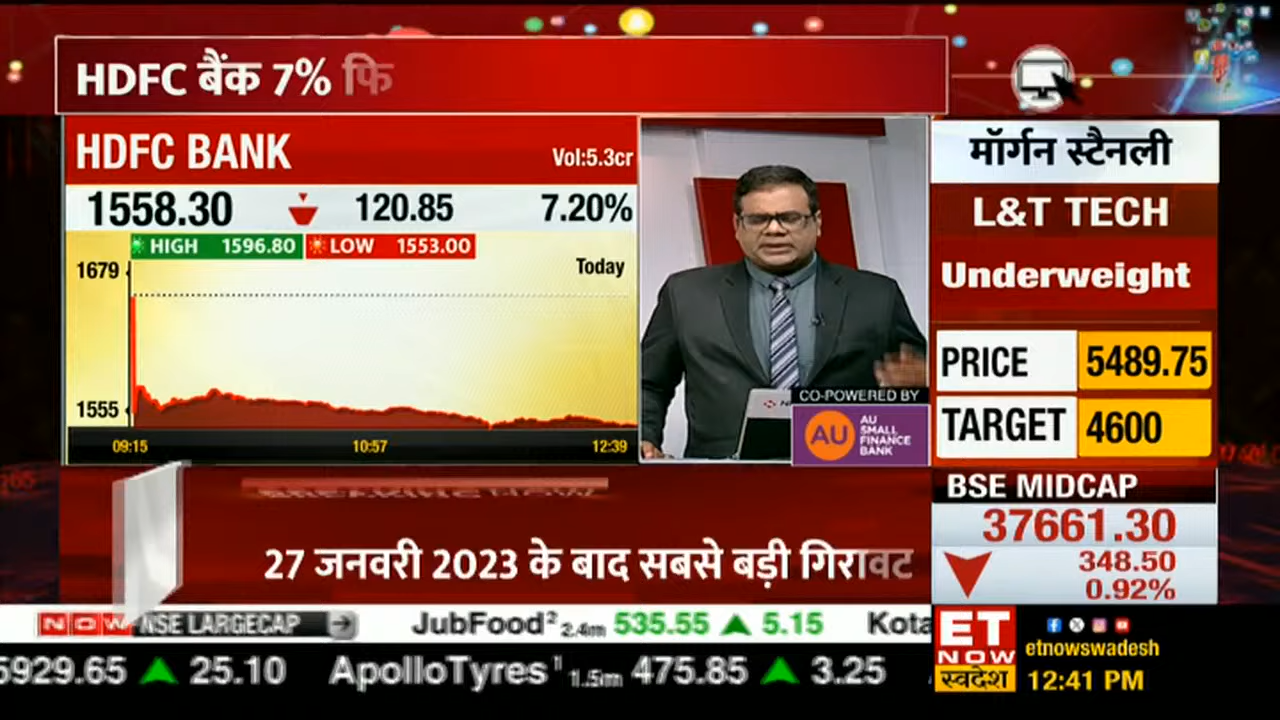 HDFC बैंक 7% फि
HDFC BANK
Vol:5.3cr
1558.30 120.85 7.20%
HIGH 1596.80 LOW 1553.00
Today
1679
1555
09:15 10:57 12:39
CO-POWERED BY
AU
AU
SMALL
FINANCE
BANK
मॉर्गन स्टैनली
L&T TECH
Underweight
PRICE 5489.75
TARGET 4600
BSE MIDCAP
37661.30
348.50
0.92%
27 जनवरी 2023 के बाद सबसे बड़ी गिरावट
NOW NSE LARGECAP
JubFood² 2.4m 535.55 5.15 Kota
5929.65 25.10 ApolloTyres¹ 1.5m 475.85 3.25
ET
NOW
स्वदेश
etnowswadesh
12:41 PM